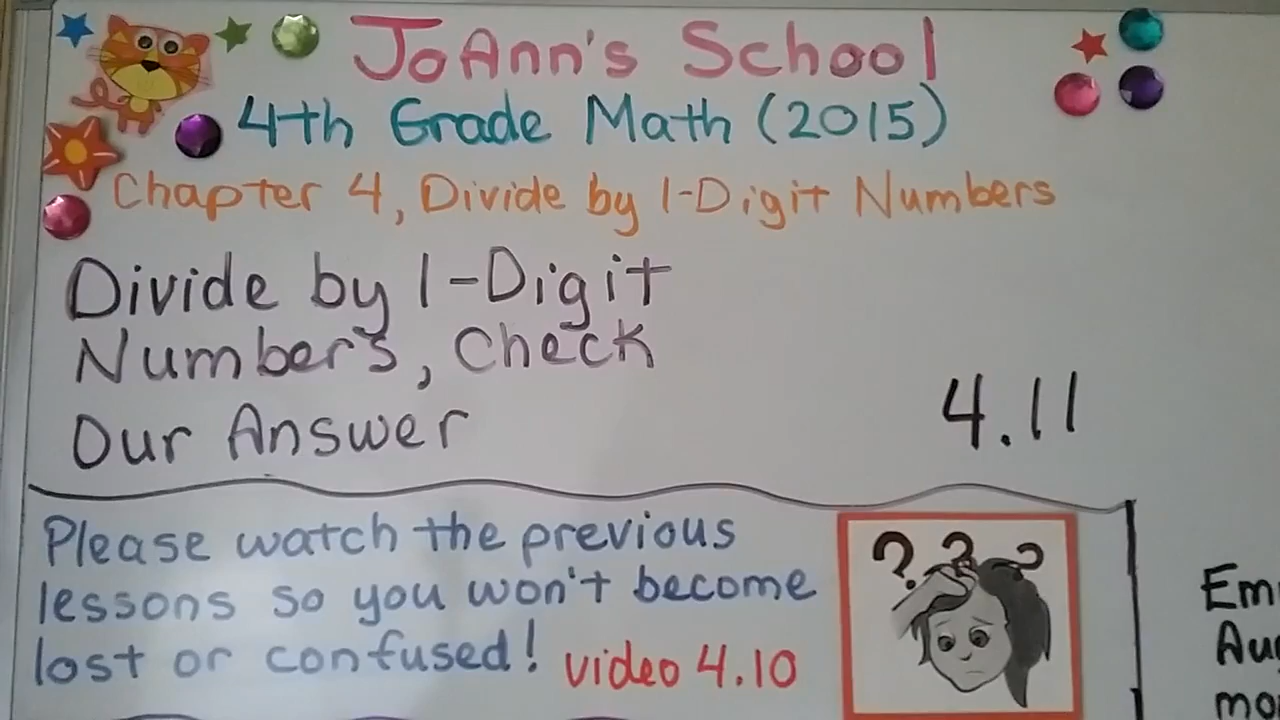 JoAnn's School
4th Grade Math (2015)
Chapter 4, Divide by 1-Digit Numbers
Divide by 1-Digit
Numbers, Check
Our Answer
4.11
Please watch the previous
lessons so you won't become
lost or confused! video 4.10
? ? ?